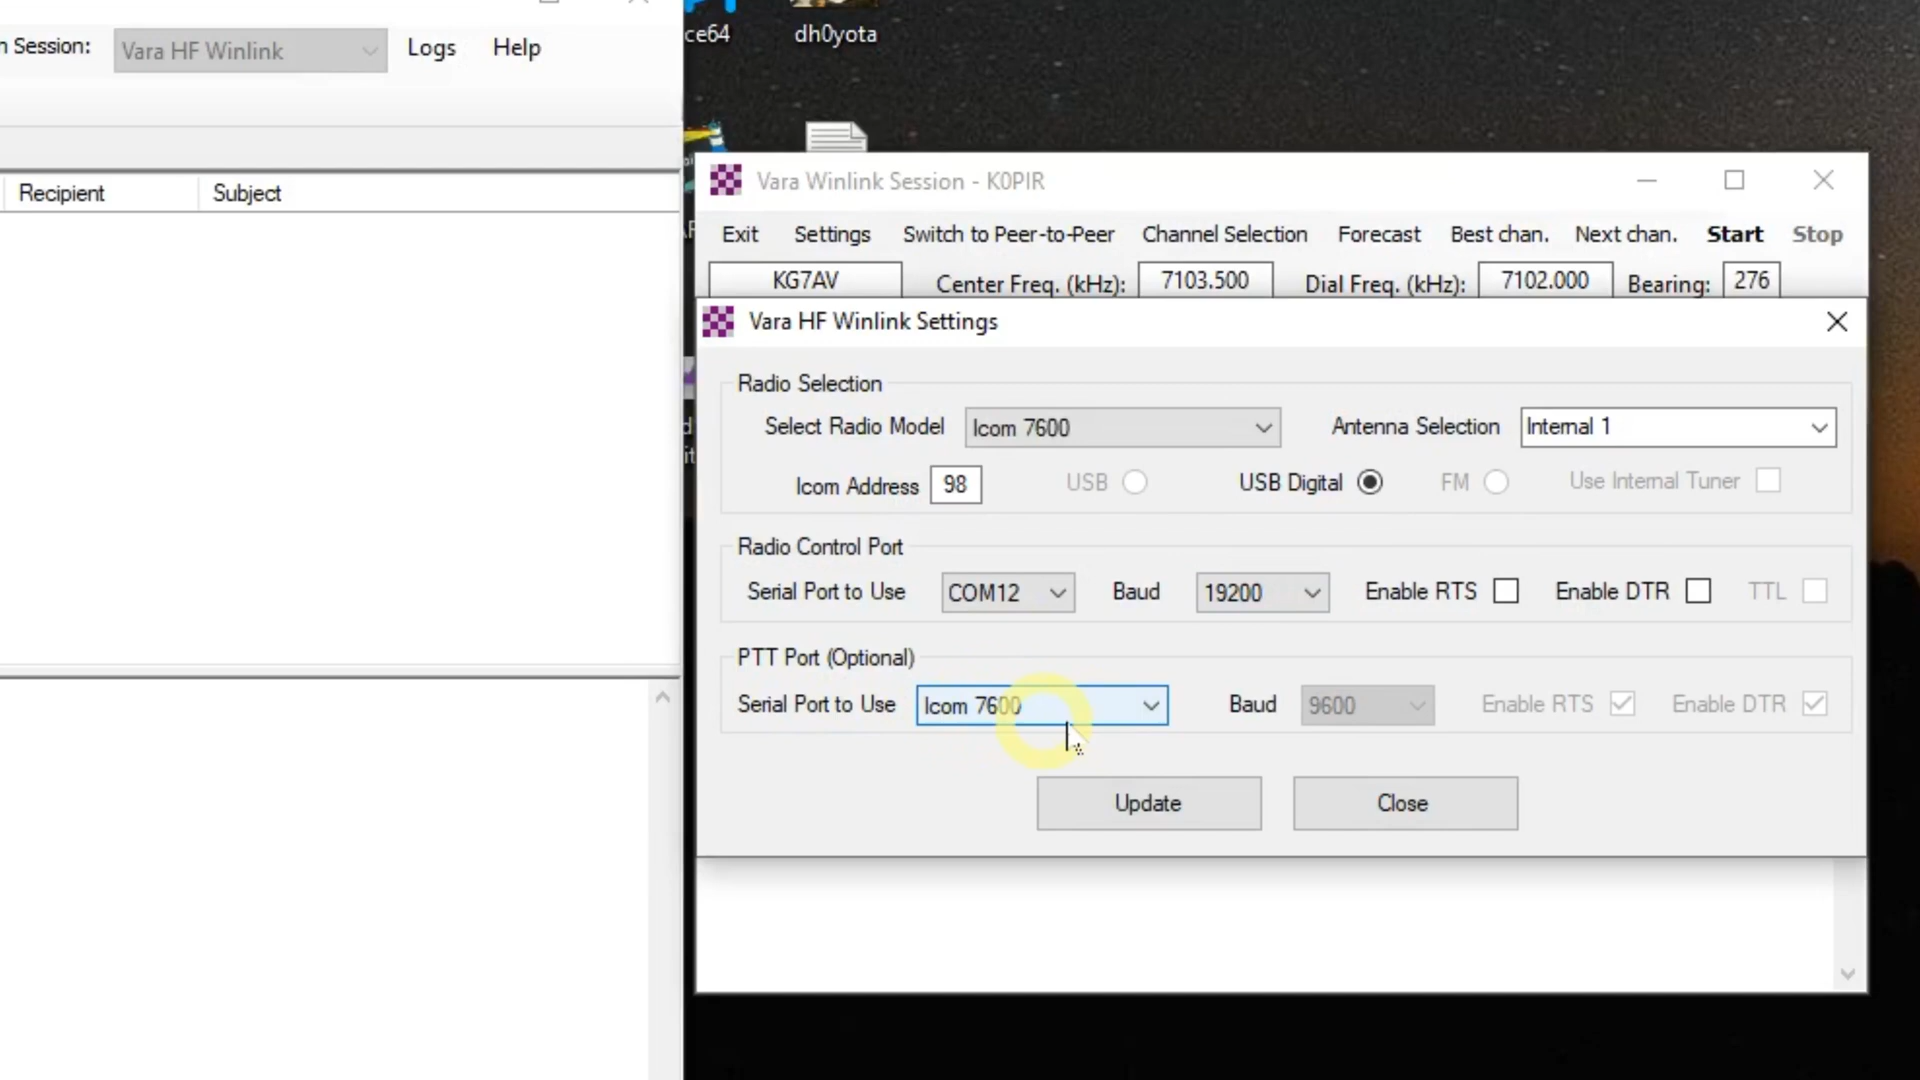 n Session: Vara HF Winlink Logs Help
Recipient Subject
ce64 dh0yota
Vara Winlink Session - K0PIR
Exit Settings Switch to Peer-to-Peer Channel Selection Forecast Best chan. Next chan. Start Stop
KG7AV Center Freq. (kHz): 7103.500 Dial Freq. (kHz): 7102.000 Bearing: 276
Vara HF Winlink Settings
Radio Selection
Select Radio Model Icom 7600 Antenna Selection Internal 1
Icom Address 98 USB USB Digital FM Use Internal Tuner
Radio Control Port
Serial Port to Use COM12 Baud 19200 Enable RTS Enable DTR TTL
PTT Port (Optional)
Serial Port to Use Icom 7600 Baud 9600 Enable RTS Enable DTR
Update Close